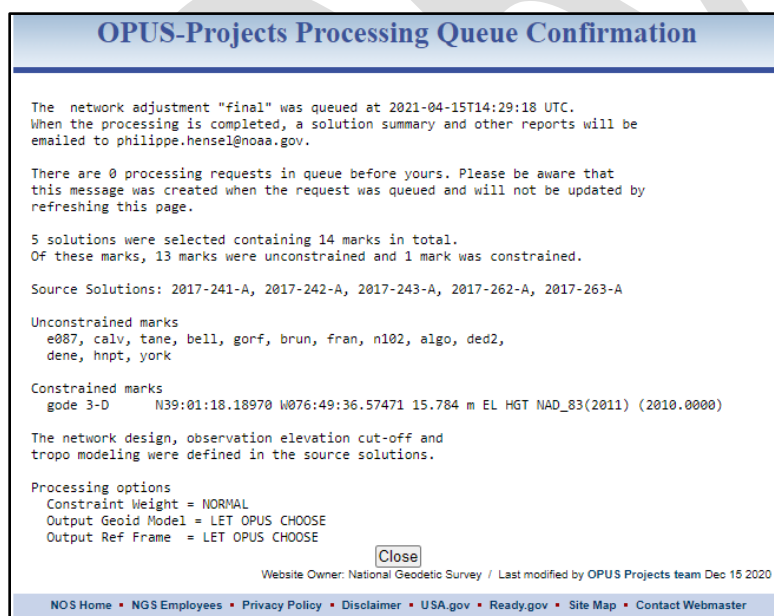 OPUS-Projects Processing Queue Confirmation
The network adjustment "final" was queued at 2021-04-15T14:29:18 UTC.
When the processing is completed, a solution summary and other reports will be
emailed to philippe.hensel@noaa.gov.
There are 0 processing requests in queue before yours. Please be aware that
this message was created when the request was queued and will not be updated by
refreshing this page.
5 solutions were selected containing 14 marks in total.
Of these marks, 13 marks were unconstrained and 1 mark was constrained.
Source Solutions: 2017-241-A, 2017-242-A, 2017-243-A, 2017-262-A, 2017-263-A
Unconstrained marks
e087, calv, tane, bell, gorf, brun, fran, n102, algo, ded2,
dene, hnpt, york
Constrained marks
gode 3-D N39:01:18.18970 W076:49:36.57471 15.784 m EL HGT NAD_83(2011) (2010.0000)
The network design, observation elevation cut-off and
tropo modeling were defined in the source solutions.
Processing options
Constraint Weight = NORMAL
Output Geoid Model = LET OPUS CHOOSE
Output Ref Frame = LET OPUS CHOOSE
Close
Website Owner: National Geodetic Survey / Last modified by OPUS Projects team Dec 15 2020
NOS Home ▪ NGS Employees ▪ Privacy Policy ▪ Disclaimer ▪ USA.gov ▪ Ready.gov ▪ Site Map ▪ Contact Webmaster